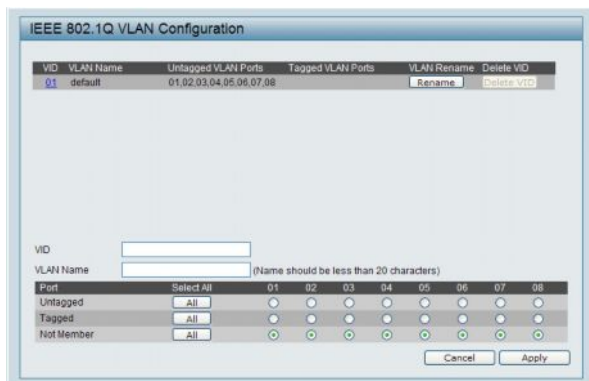 IEEE 802.1Q VLAN Configuration
VID VLAN Name Untagged VLAN Ports Tagged VLAN Ports VLAN Rename Delete VID
01 default 01,02,03,04,05,06,07,08 Rename Delete VID
VID
VLAN Name (Name should be less than 20 characters)
Port Select All 01 02 03 04 05 06 07 08
Untagged All
Tagged All
Not Member All
Cancel Apply